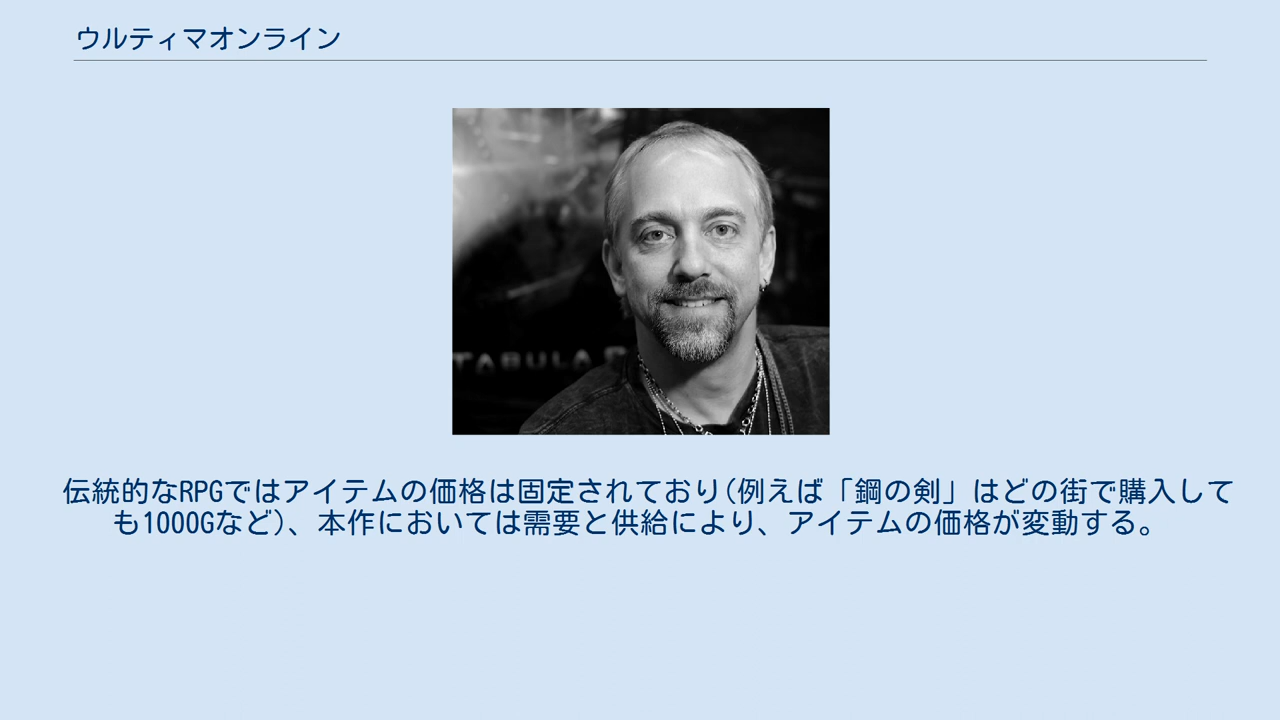 ウルティマオンライン
TABULA
伝統的なRPGではアイテムの価格は固定されており(例えば「鋼の剣」はどの街で購入して
も1000Gなど)、本作においては需要と供給により、アイテムの価格が変動する。